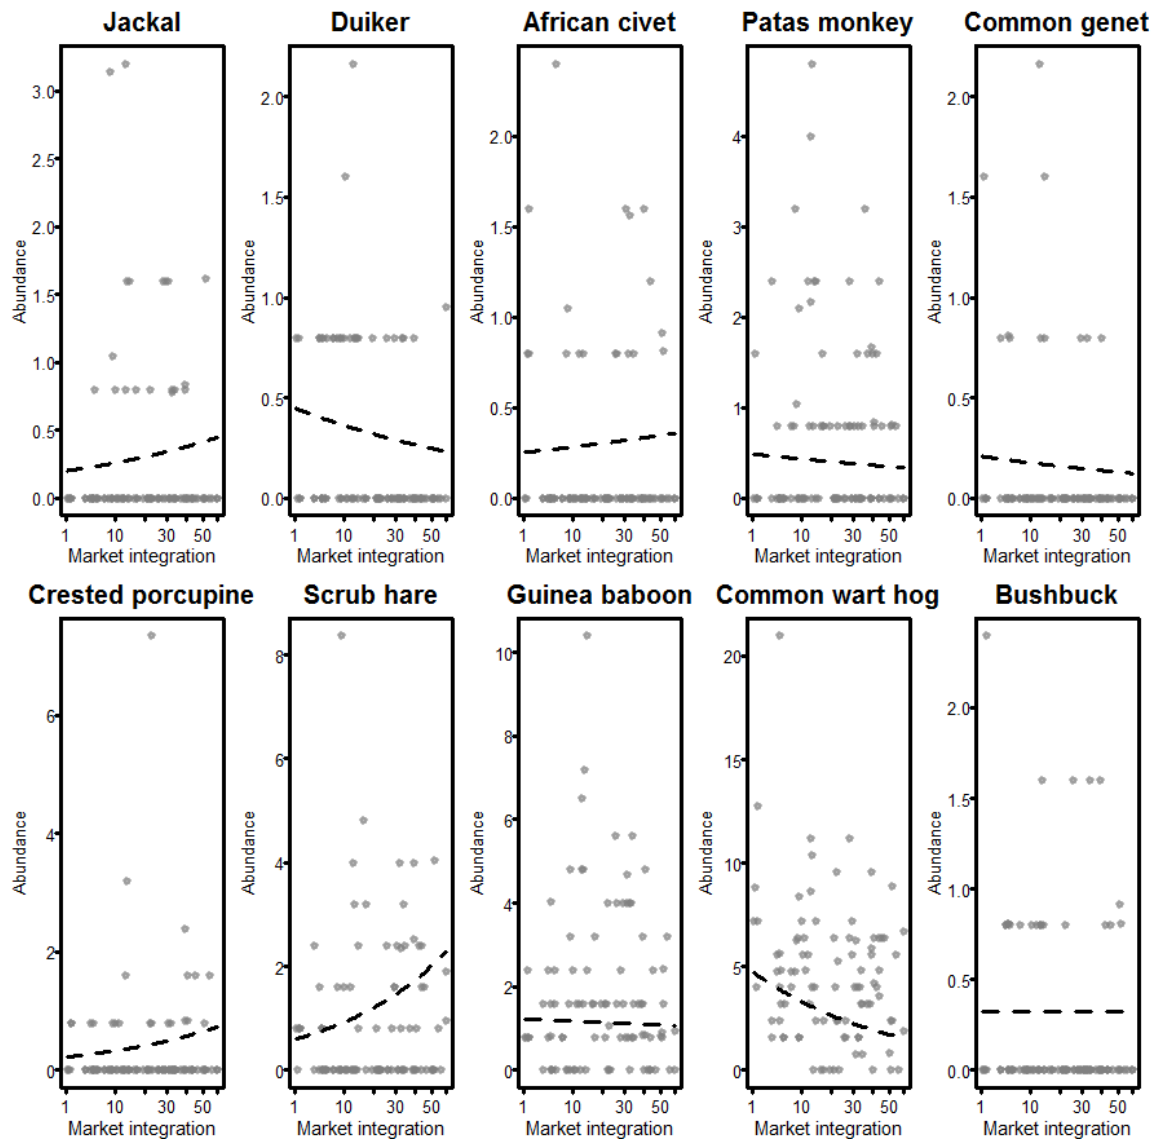 Jackal Duiker African civet Patas monkey Common genet
3.0 2.5 2.0 1.5 1.0 0.5 0.0
Abundance
1 10 30 50
Market integration
2.0 1.5 1.0 0.5 0.0
Abundance
1 10 30 50
Market integration
2.0 1.5 1.0 0.5 0.0
Abundance
1 10 30 50
Market integration
4 3 2 1 0
Abundance
1 10 30 50
Market integration
2.0 1.5 1.0 0.5 0.0
Abundance
1 10 30 50
Market integration
Crested porcupine Scrub hare Guinea baboon Common wart hog Bushbuck
6 4 2 0
Abundance
1 10 30 50
Market integration
8 6 4 2 0
Abundance
1 10 30 50
Market integration
10 8 6 4 2 0
Abundance
1 10 30 50
Market integration
20 15 10 5 0
Abundance
1 10 30 50
Market integration
2.0 1.5 1.0 0.5 0.0
Abundance
1 10 30 50
Market integration